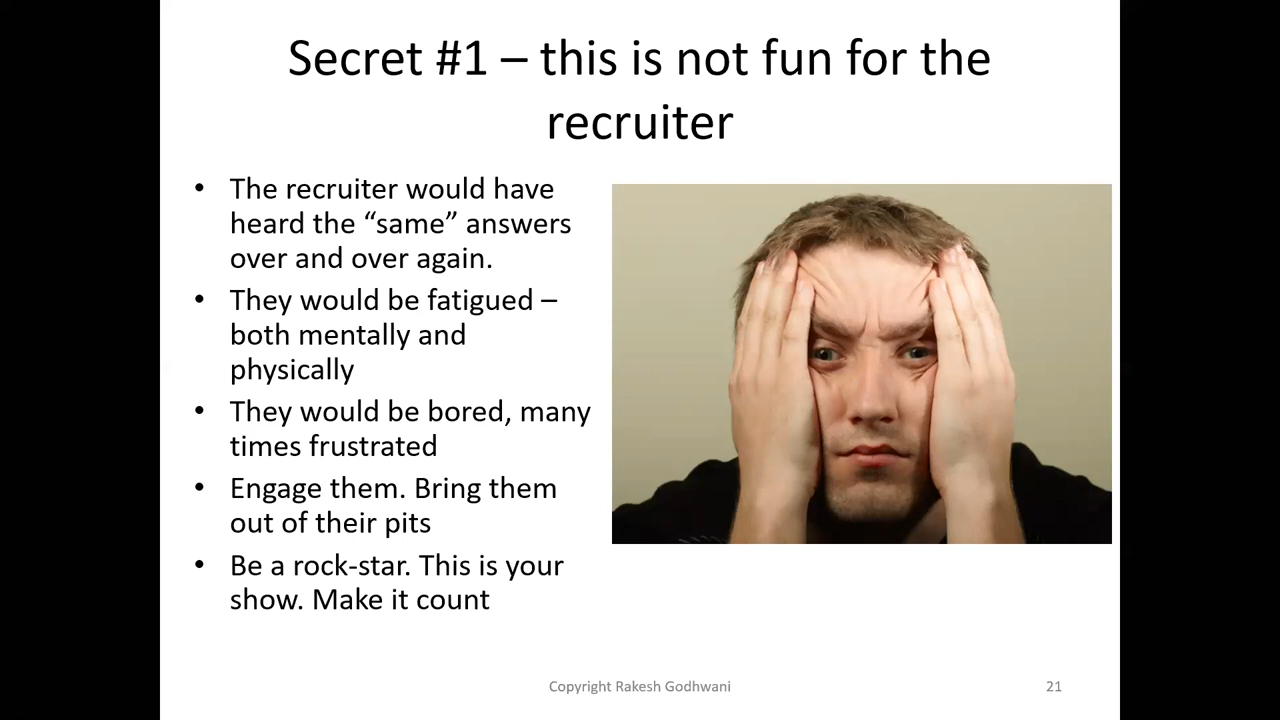 Secret #1 – this is not fun for the
recruiter
• The recruiter would have
heard the “same” answers
over and over again.
• They would be fatigued –
both mentally and
physically
• They would be bored, many
times frustrated
• Engage them. Bring them
out of their pits
• Be a rock-star. This is your
show. Make it count
Copyright Rakesh Godhwani
21